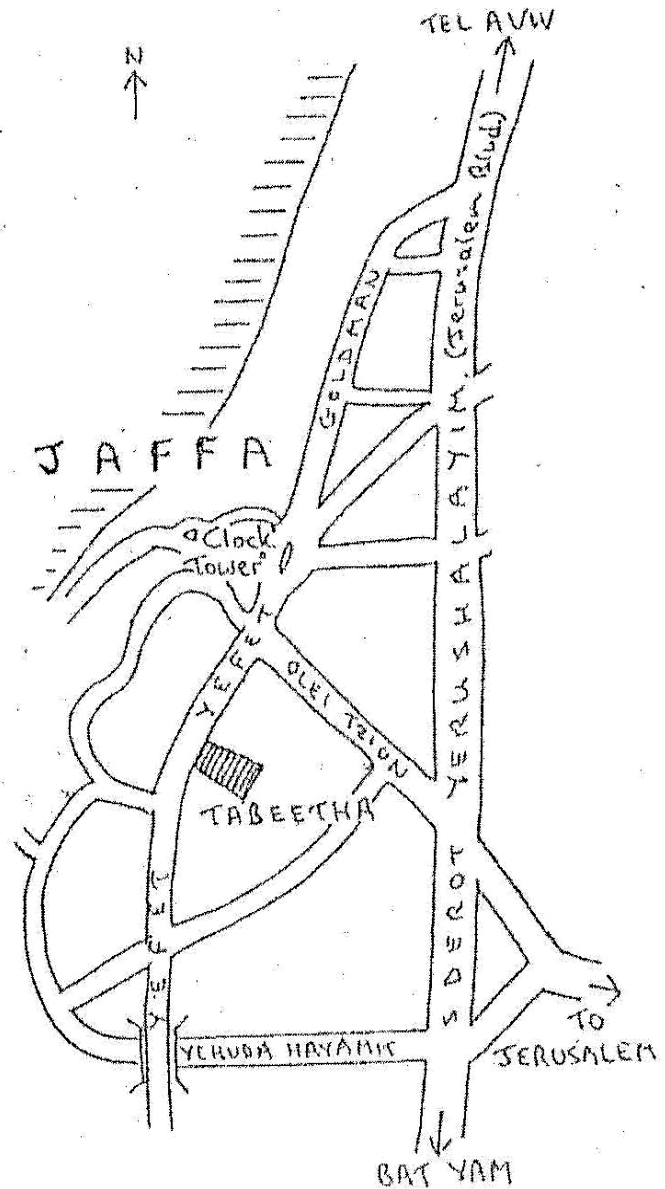 TEL AVIV
N
SDEROT YERUSHALAYIM. (Jerusalem Blvd.)
GOLDMAN
JAFFA
Clock
Tower
YEFET
OLEI TZION
TABEETHA
YEFET
YEHUDA HAYAMIT
TO
JERUSALEM
BAT YAM